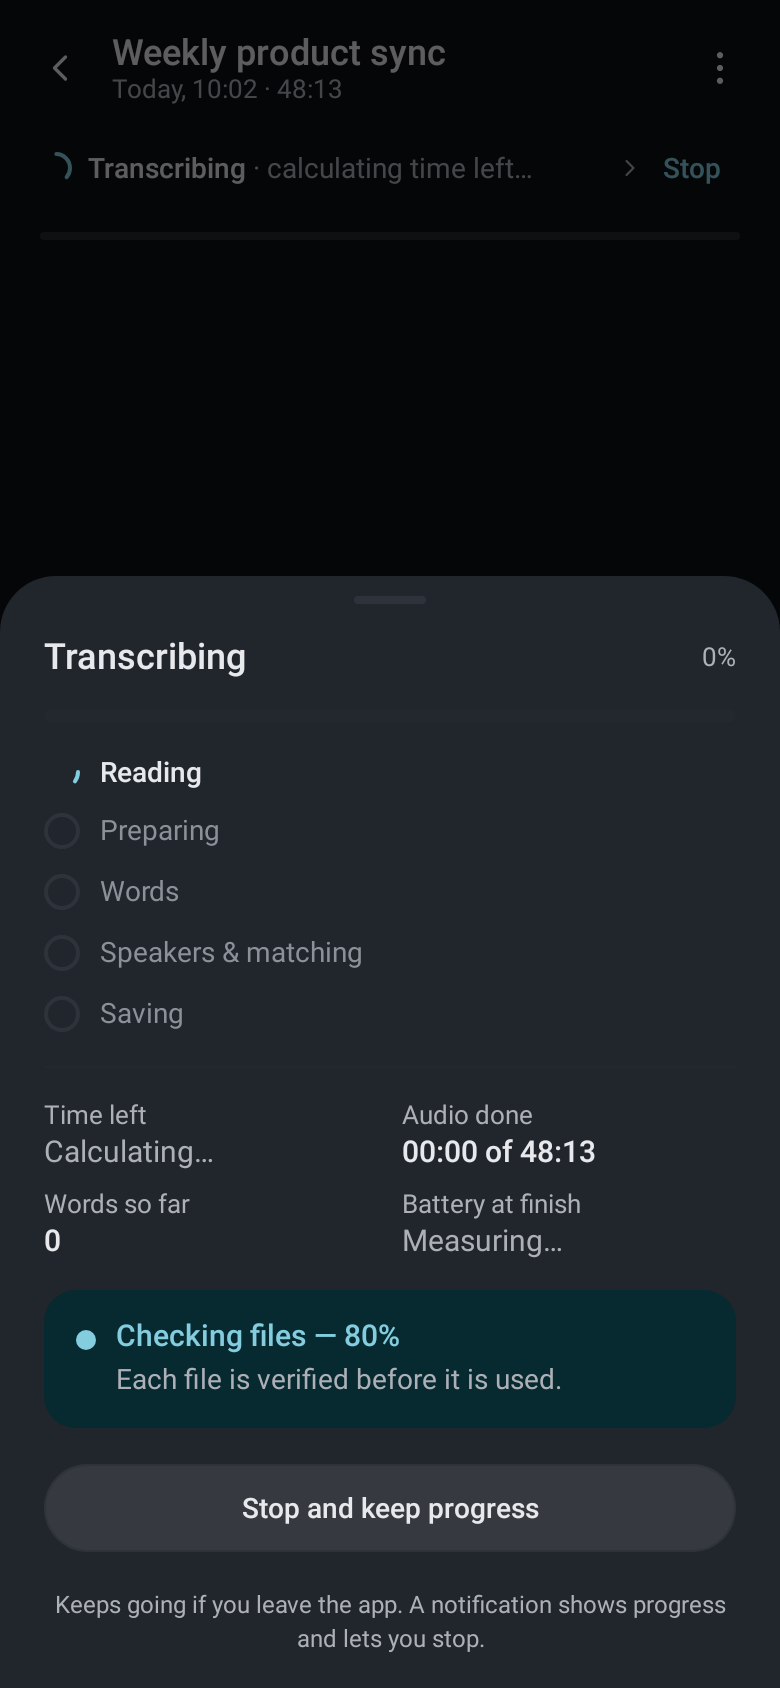 Weekly product sync
Today, 10:02 · 48:13
Transcribing · calculating time left… Stop
Transcribing 0%
Reading
Preparing
Words
Speakers & matching
Saving
Time left Audio done
Calculating… 00:00 of 48:13
Words so far Battery at finish
0 Measuring…
Checking files — 80%
Each file is verified before it is used.
Stop and keep progress
Keeps going if you leave the app. A notification shows progress
and lets you stop.